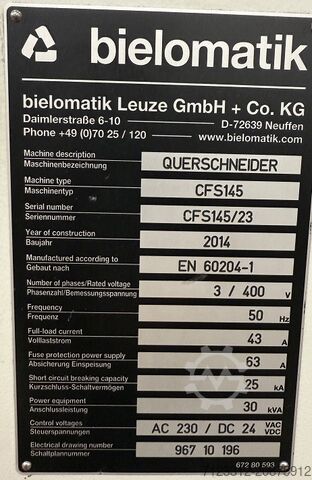 bielomatik
bielomatik Leuze GmbH + Co. KG
Daimlerstraße 6-10 D-72639 Neuffen
Phone +49 (0)70 25 / 120 www.bielomatik.com
Machine description
Maschinenbezeichnung QUERSCHNEIDER
Machine type
Maschinentyp CFS145
Serial number
Seriennummer CFS145/23
Year of construction
Baujahr 2014
Manufactured according to
Gebaut nach EN 60204-1
Number of phases/Rated voltage
Phasenzahl/Bemessungsspannung 3 / 400 V
Frequency
Frequenz 50 Hz
Full-load current
Vollaststrom 43 A
Fuse protection power supply
Absicherung Einspeisung 63 A
Short circuit breaking capacity
Kurzschluss-Schaltvermögen 25 kA
Power equipment
Anschlussleistung 30 kVA
Control voltages
Steuerspannungen AC 230 / DC 24 VAC VDC
Electrical drawing number
Schaltplannummer 967 10 196
672 80 593